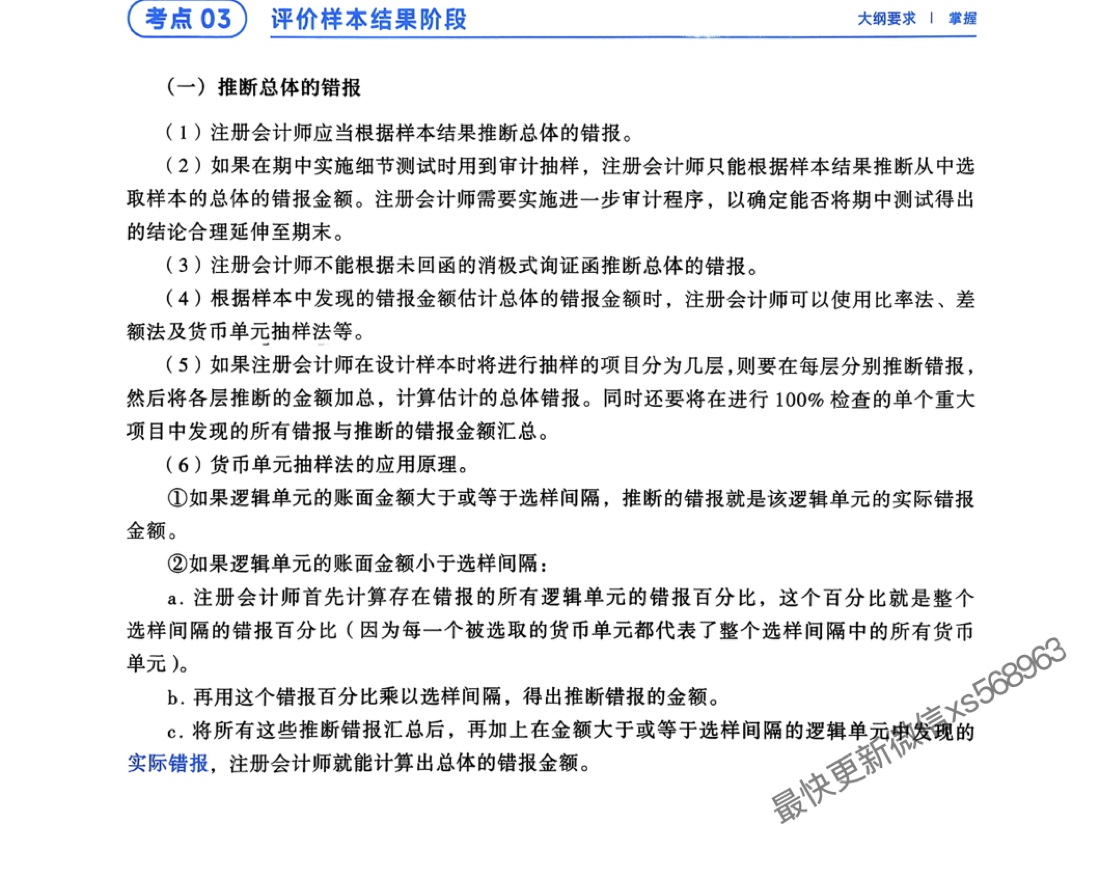 考点 03 评价样本结果阶段 大纲要求 | 掌握
（一）推断总体的错报
（1）注册会计师应当根据样本结果推断总体的错报。
（2）如果在期中实施细节测试时用到审计抽样，注册会计师只能根据样本结果推断从中选
取样本的总体的错报金额。注册会计师需要实施进一步审计程序，以确定能否将期中测试得出
的结论合理延伸至期末。
（3）注册会计师不能根据未回函的消极式询证函推断总体的错报。
（4）根据样本中发现的错报金额估计总体的错报金额时，注册会计师可以使用比率法、差
额法及货币单元抽样法等。
（5）如果注册会计师在设计样本时将进行抽样的项目分为几层，则要在每层分别推断错报，
然后将各层推断的金额加总，计算估计的总体错报。同时还要将在进行 100% 检查的单个重大
项目中发现的所有错报与推断的错报金额汇总。
（6）货币单元抽样法的应用原理。
①如果逻辑单元的账面金额大于或等于选样间隔，推断的错报就是该逻辑单元的实际错报
金额。
②如果逻辑单元的账面金额小于选样间隔：
a. 注册会计师首先计算存在错报的所有逻辑单元的错报百分比，这个百分比就是整个
选样间隔的错报百分比（因为每一个被选取的货币单元都代表了整个选样间隔中的所有货币
单元）。
b. 再用这个错报百分比乘以选样间隔，得出推断错报的金额。
c. 将所有这些推断错报汇总后，再加上在金额大于或等于选样间隔的逻辑单元中发现的
实际错报，注册会计师就能计算出总体的错报金额。
最快更新微信xs568963